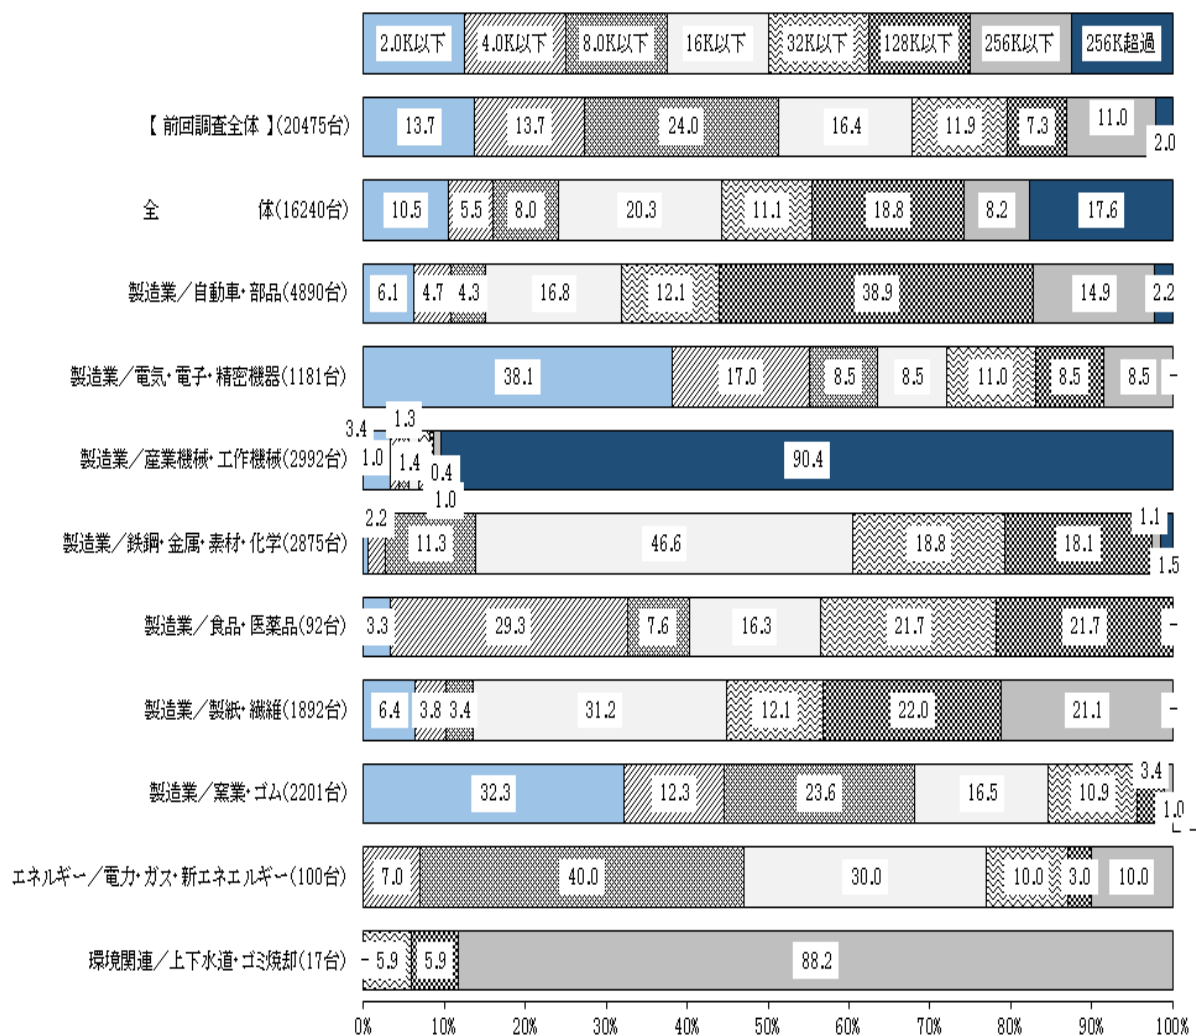 2.0K以下 4.0K以下 8.0K以下 16K以下 32K以下 128K以下 256K以下 256K超過
【 前回調査全体 】(20475台) 13.7 13.7 24.0 16.4 11.9 7.3 11.0 2.0
全 体(16240台) 10.5 5.5 8.0 20.3 11.1 18.8 8.2 17.6
製造業／自動車・部品(4890台) 6.1 4.7 4.3 16.8 12.1 38.9 14.9 2.2
製造業／電気・電子・精密機器(1181台) 38.1 17.0 8.5 8.5 11.0 8.5 8.5 -
製造業／産業機械・工作機械(2992台) 3.4 1.0 1.3 1.4 0.4 1.0 90.4
製造業／鉄鋼・金属・素材・化学(2875台) 2.2 11.3 46.6 18.8 18.1 1.1 1.5
製造業／食品・医薬品(92台) 3.3 29.3 7.6 16.3 21.7 21.7 -
製造業／製紙・繊維(1892台) 6.4 3.8 3.4 31.2 12.1 22.0 21.1 -
製造業／窯業・ゴム(2201台) 32.3 12.3 23.6 16.5 10.9 3.4 1.0 -
エネルギー／電力・ガス・新エネエルギー(100台) 7.0 40.0 30.0 10.0 3.0 10.0
環境関連／上下水道・ゴミ焼却(17台) - 5.9 5.9 88.2
0% 10% 20% 30% 40% 50% 60% 70% 80% 90% 100%